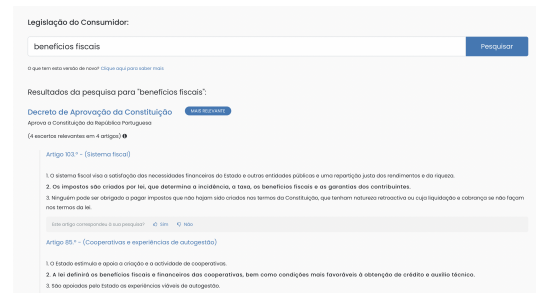 Legislação do Consumidor:
benefícios fiscais
Pesquisar
O que tem esta versão de novo? Clique aqui para saber mais
Resultados da pesquisa para "benefícios fiscais":
Decreto de Aprovação da Constituição MAIS RELEVANTE
Aprova a Constituição da República Portuguesa
(4 escertos relevantes em 4 artigos)
Artigo 103.º - (Sistema fiscal)
1. O sistema fiscal visa a satisfação das necessidades financeiras do Estado e outras entidades públicas e uma repartição justa dos rendimentos e da riqueza.
2. Os impostos são criados por lei, que determina a incidência, a taxa, os benefícios fiscais e as garantias dos contribuintes.
3. Ninguém pode ser obrigado a pagar impostos que não hajam sido criados nos termos da Constituição, que tenham natureza retroactiva ou cuja liquidação e cobrança se não façam
nos termos da lei.
Este artigo correspondeu à sua pesquisa? Sim Não
Artigo 85.º - (Cooperativas e experiências de autogestão)
1. O Estado estimula e apoia a criação e a actividade de cooperativas.
2. A lei definirá os benefícios fiscais e financeiros das cooperativas, bem como condições mais favoráveis à obtenção de crédito e auxílio técnico.
3. São apoiadas pelo Estado as experiências viáveis de autogestão.